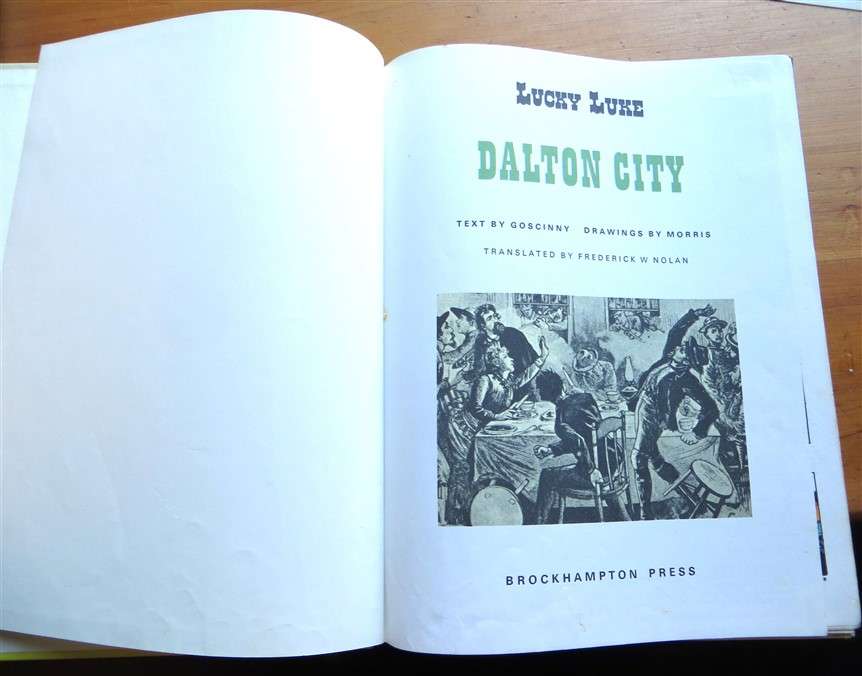 LUCKY LUKE
DALTON CITY
TEXT BY GOSCINNY DRAWINGS BY MORRIS
TRANSLATED BY FREDERICK W NOLAN
BROCKHAMPTON PRESS